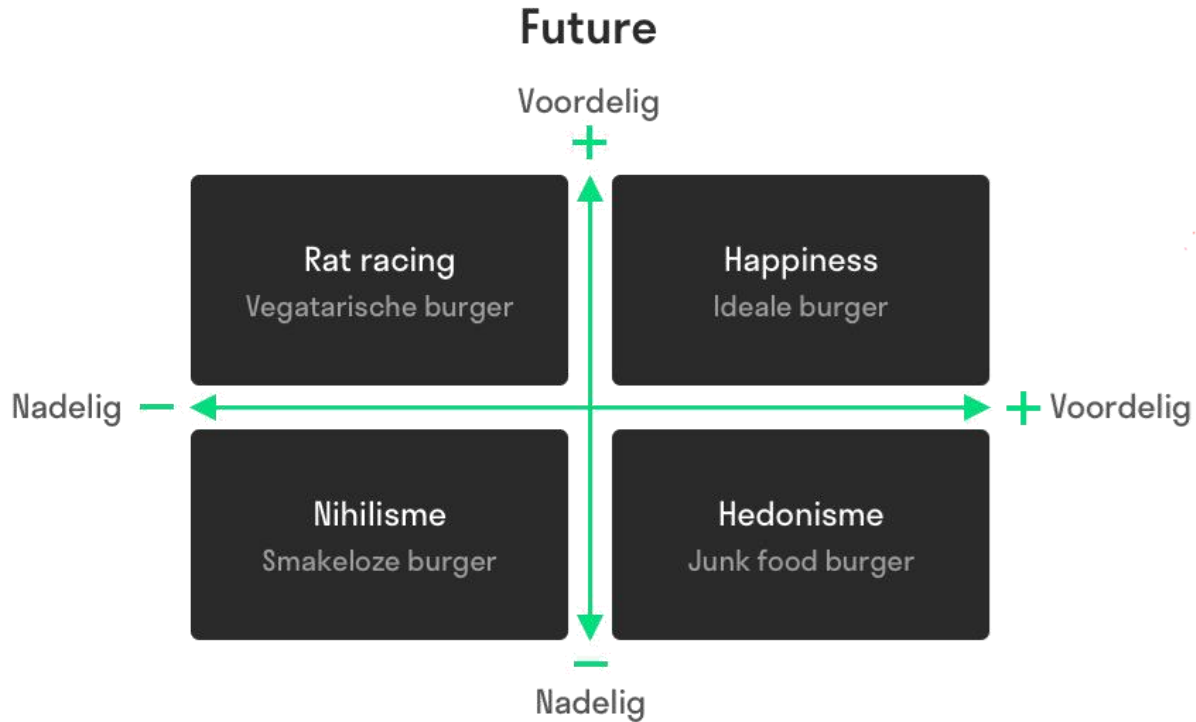 Future
Voordelig
+
Rat racing
Vegatarische burger
Happiness
Ideale burger
Nadelig −
+ Voordelig
Nihilisme
Smakeloze burger
Hedonisme
Junk food burger
−
Nadelig